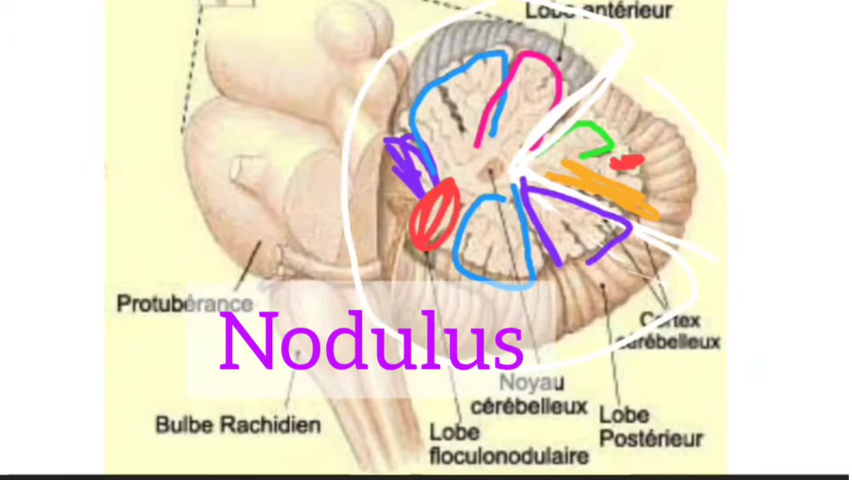 Lobe antérieur
Protubérance
Nodulus
Cortex
cérébelleux
Noyau
cérébelleux
Lobe
Postérieur
Bulbe Rachidien
Lobe
floculonodulaire